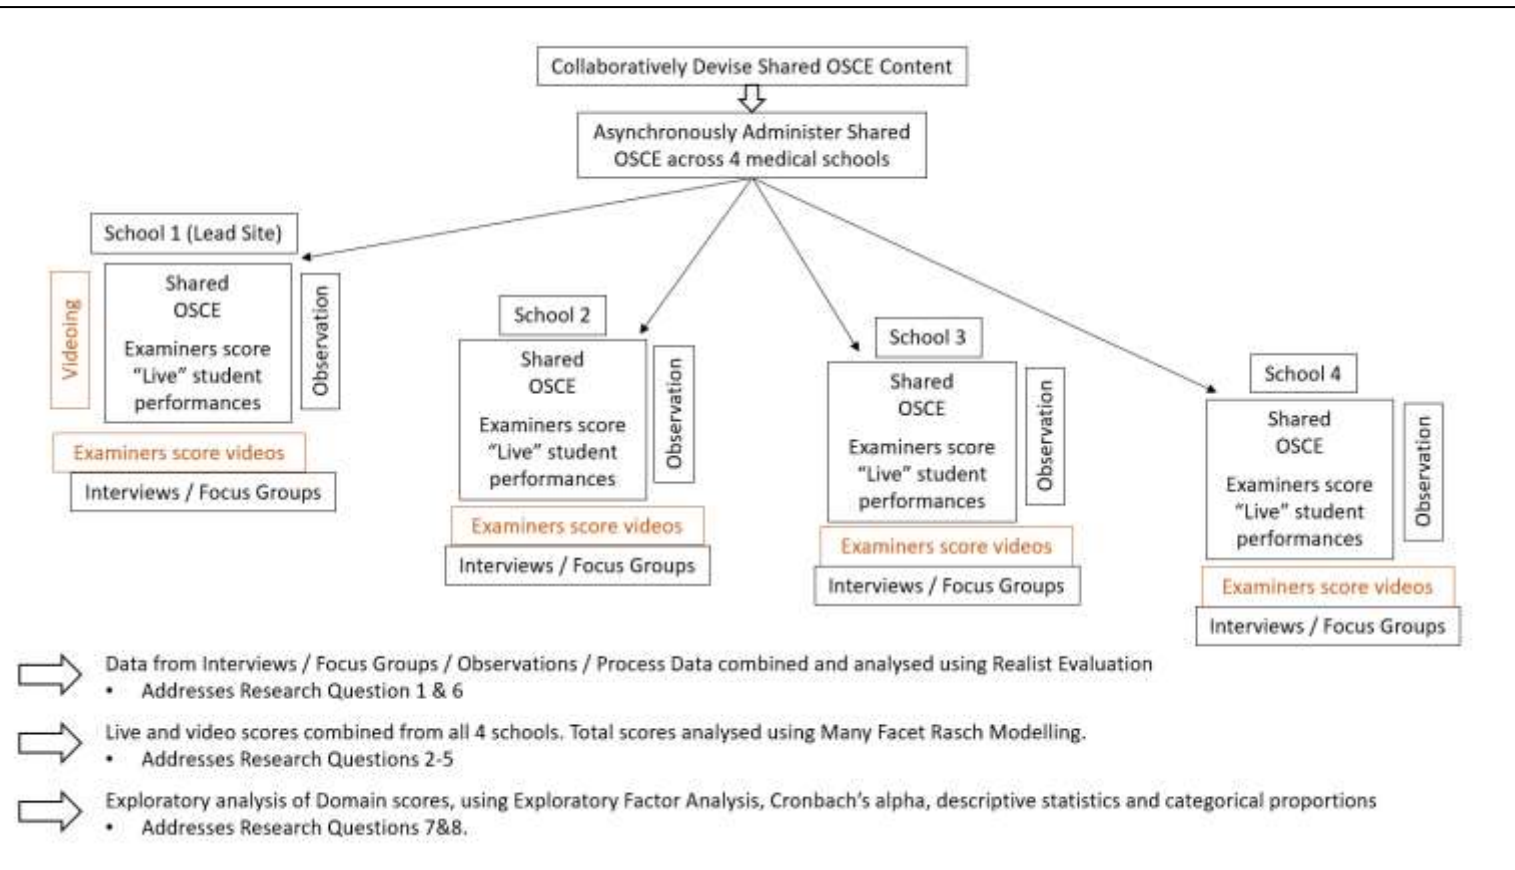 Collaboratively Devise Shared OSCE Content
Asynchronously Administer Shared
OSCE across 4 medical schools
School 1 (Lead Site)
Videoing
Shared
OSCE
Examiners score
“Live” student
performances
Observation
Examiners score videos
Interviews / Focus Groups
School 2
Shared
OSCE
Examiners score
“Live” student
performances
Observation
Examiners score videos
Interviews / Focus Groups
School 3
Shared
OSCE
Examiners score
“Live” student
performances
Observation
Examiners score videos
Interviews / Focus Groups
School 4
Shared
OSCE
Examiners score
“Live” student
performances
Observation
Examiners score videos
Interviews / Focus Groups
Data from Interviews / Focus Groups / Observations / Process Data combined and analysed using Realist Evaluation
• Addresses Research Question 1 & 6
Live and video scores combined from all 4 schools. Total scores analysed using Many Facet Rasch Modelling.
• Addresses Research Questions 2-5
Exploratory analysis of Domain scores, using Exploratory Factor Analysis, Cronbach’s alpha, descriptive statistics and categorical proportions
• Addresses Research Questions 7&8.